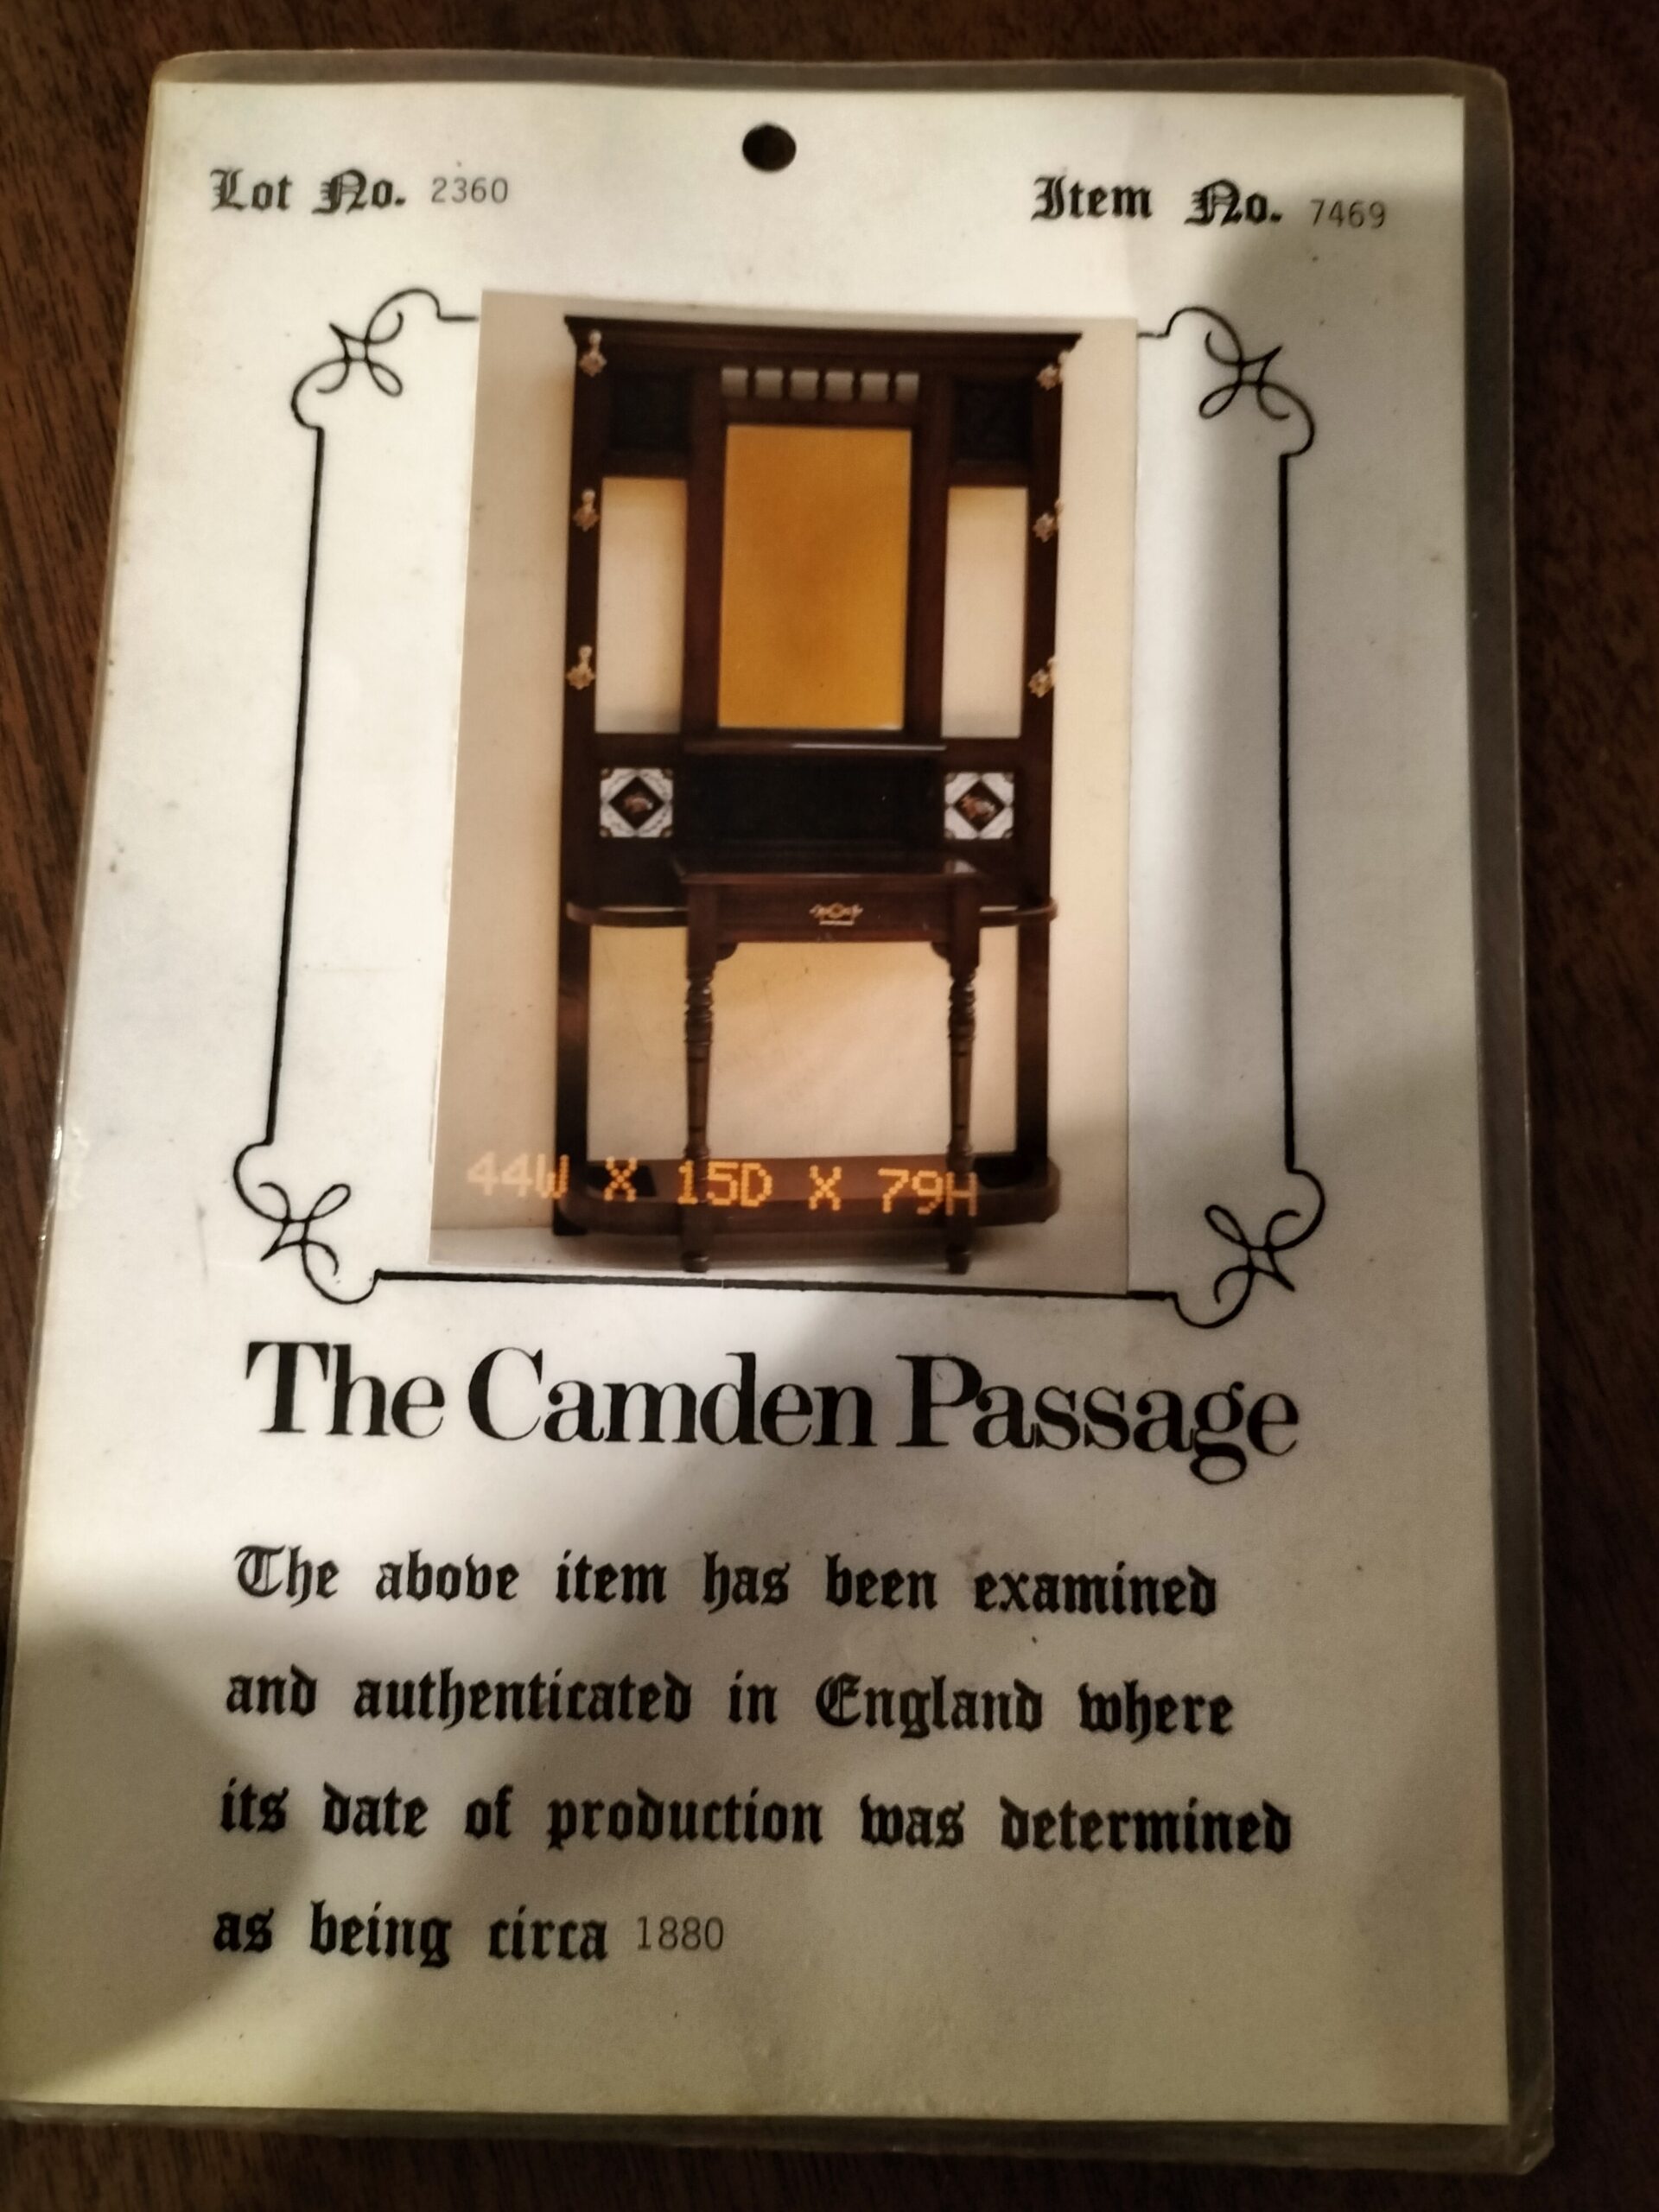 Lot No. 2360
Item No. 7469
44W X 15D X 79H
The Camden Passage
The above item has been examined
and authenticated in England where
its date of production was determined
as being circa 1880